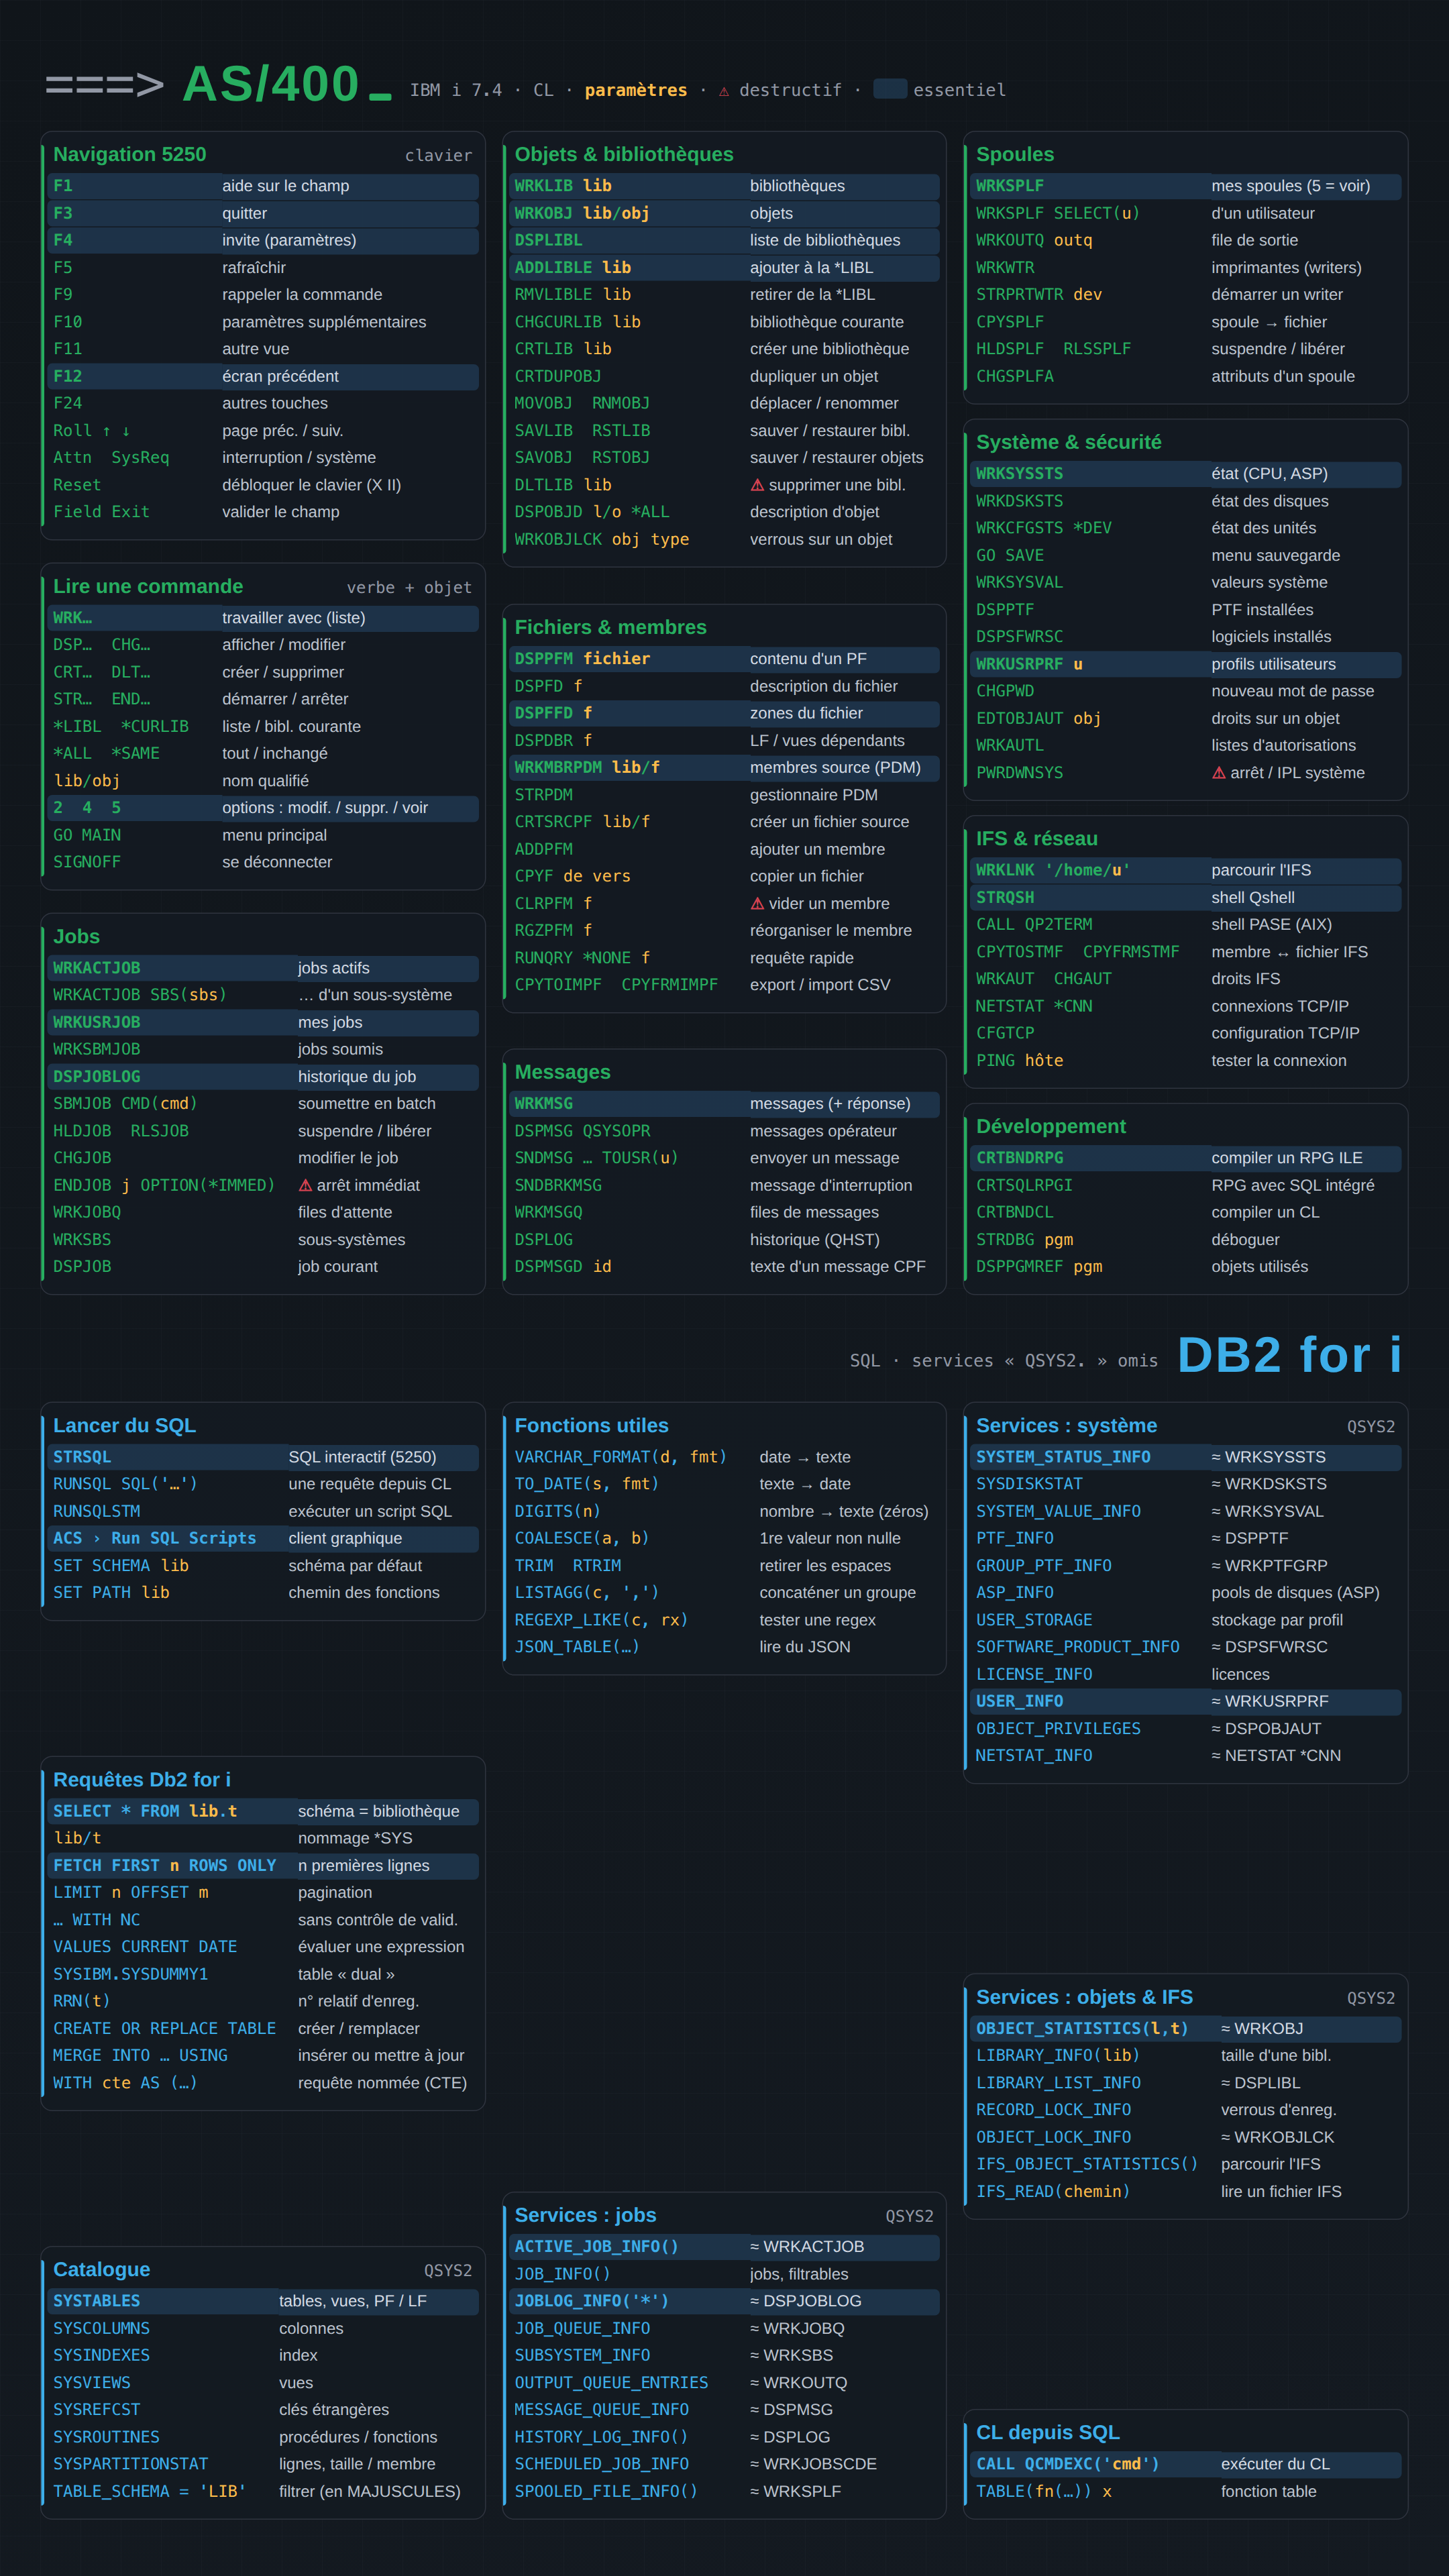 ===> AS/400_ IBM i 7.4 · CL · paramètres · ⚠ destructif · essentiel
Navigation 5250 clavier
F1 aide sur le champ
F3 quitter
F4 invite (paramètres)
F5 rafraîchir
F9 rappeler la commande
F10 paramètres supplémentaires
F11 autre vue
F12 écran précédent
F24 autres touches
Roll ↑ ↓ page préc. / suiv.
Attn SysReq interruption / système
Reset débloquer le clavier (X II)
Field Exit valider le champ
Lire une commande verbe + objet
WRK… travailler avec (liste)
DSP… CHG… afficher / modifier
CRT… DLT… créer / supprimer
STR… END… démarrer / arrêter
*LIBL *CURLIB liste / bibl. courante
*ALL *SAME tout / inchangé
lib/obj nom qualifié
2 4 5 options : modif. / suppr. / voir
GO MAIN menu principal
SIGNOFF se déconnecter
Jobs
WRKACTJOB jobs actifs
WRKACTJOB SBS(sbs) … d'un sous-système
WRKUSRJOB mes jobs
WRKSBMJOB jobs soumis
DSPJOBLOG historique du job
SBMJOB CMD(cmd) soumettre en batch
HLDJOB RLSJOB suspendre / libérer
CHGJOB modifier le job
ENDJOB j OPTION(*IMMED) ⚠ arrêt immédiat
WRKJOBQ files d'attente
WRKSBS sous-systèmes
DSPJOB job courant
Objets & bibliothèques
WRKLIB lib bibliothèques
WRKOBJ lib/obj objets
DSPLIBL liste de bibliothèques
ADDLIBLE lib ajouter à la *LIBL
RMVLIBLE lib retirer de la *LIBL
CHGCURLIB lib bibliothèque courante
CRTLIB lib créer une bibliothèque
CRTDUPOBJ dupliquer un objet
MOVOBJ RNMOBJ déplacer / renommer
SAVLIB RSTLIB sauver / restaurer bibl.
SAVOBJ RSTOBJ sauver / restaurer objets
DLTLIB lib ⚠ supprimer une bibl.
DSPOBJD l/o *ALL description d'objet
WRKOBJLCK obj type verrous sur un objet
Fichiers & membres
DSPPFM fichier contenu d'un PF
DSPFD f description du fichier
DSPFFD f zones du fichier
DSPDBR f LF / vues dépendants
WRKMBRPDM lib/f membres source (PDM)
STRPDM gestionnaire PDM
CRTSRCPF lib/f créer un fichier source
ADDPFM ajouter un membre
CPYF de vers copier un fichier
CLRPFM f ⚠ vider un membre
RGZPFM f réorganiser le membre
RUNQRY *NONE f requête rapide
CPYTOIMPF CPYFRMIMPF export / import CSV
Messages
WRKMSG messages (+ réponse)
DSPMSG QSYSOPR messages opérateur
SNDMSG … TOUSR(u) envoyer un message
SNDBRKMSG message d'interruption
WRKMSGQ files de messages
DSPLOG historique (QHST)
DSPMSGD id texte d'un message CPF
Spoules
WRKSPLF mes spoules (5 = voir)
WRKSPLF SELECT(u) d'un utilisateur
WRKOUTQ outq file de sortie
WRKWTR imprimantes (writers)
STRPRTWTR dev démarrer un writer
CPYSPLF spoule → fichier
HLDSPLF RLSSPLF suspendre / libérer
CHGSPLFA attributs d'un spoule
Système & sécurité
WRKSYSSTS état (CPU, ASP)
WRKDSKSTS état des disques
WRKCFGSTS *DEV état des unités
GO SAVE menu sauvegarde
WRKSYSVAL valeurs système
DSPPTF PTF installées
DSPSFWRSC logiciels installés
WRKUSRPRF u profils utilisateurs
CHGPWD nouveau mot de passe
EDTOBJAUT obj droits sur un objet
WRKAUTL listes d'autorisations
PWRDWNSYS ⚠ arrêt / IPL système
IFS & réseau
WRKLNK '/home/u' parcourir l'IFS
STRQSH shell Qshell
CALL QP2TERM shell PASE (AIX)
CPYTOSTMF CPYFRMSTMF membre ↔ fichier IFS
WRKAUT CHGAUT droits IFS
NETSTAT *CNN connexions TCP/IP
CFGTCP configuration TCP/IP
PING hôte tester la connexion
Développement
CRTBNDRPG compiler un RPG ILE
CRTSQLRPGI RPG avec SQL intégré
CRTBNDCL compiler un CL
STRDBG pgm déboguer
DSPPGMREF pgm objets utilisés
SQL · services « QSYS2. » omis DB2 for i
Lancer du SQL
STRSQL SQL interactif (5250)
RUNSQL SQL('…') une requête depuis CL
RUNSQLSTM exécuter un script SQL
ACS › Run SQL Scripts client graphique
SET SCHEMA lib schéma par défaut
SET PATH lib chemin des fonctions
Requêtes Db2 for i
SELECT * FROM lib.t schéma = bibliothèque
lib/t nommage *SYS
FETCH FIRST n ROWS ONLY n premières lignes
LIMIT n OFFSET m pagination
… WITH NC sans contrôle de valid.
VALUES CURRENT DATE évaluer une expression
SYSIBM.SYSDUMMY1 table « dual »
RRN(t) n° relatif d'enreg.
CREATE OR REPLACE TABLE créer / remplacer
MERGE INTO … USING insérer ou mettre à jour
WITH cte AS (…) requête nommée (CTE)
Catalogue QSYS2
SYSTABLES tables, vues, PF / LF
SYSCOLUMNS colonnes
SYSINDEXES index
SYSVIEWS vues
SYSREFCST clés étrangères
SYSROUTINES procédures / fonctions
SYSPARTITIONSTAT lignes, taille / membre
TABLE_SCHEMA = 'LIB' filtrer (en MAJUSCULES)
Fonctions utiles
VARCHAR_FORMAT(d, fmt) date → texte
TO_DATE(s, fmt) texte → date
DIGITS(n) nombre → texte (zéros)
COALESCE(a, b) 1re valeur non nulle
TRIM RTRIM retirer les espaces
LISTAGG(c, ',') concaténer un groupe
REGEXP_LIKE(c, rx) tester une regex
JSON_TABLE(…) lire du JSON
Services : jobs QSYS2
ACTIVE_JOB_INFO() ≈ WRKACTJOB
JOB_INFO() jobs, filtrables
JOBLOG_INFO('*') ≈ DSPJOBLOG
JOB_QUEUE_INFO ≈ WRKJOBQ
SUBSYSTEM_INFO ≈ WRKSBS
OUTPUT_QUEUE_ENTRIES ≈ WRKOUTQ
MESSAGE_QUEUE_INFO ≈ DSPMSG
HISTORY_LOG_INFO() ≈ DSPLOG
SCHEDULED_JOB_INFO ≈ WRKJOBSCDE
SPOOLED_FILE_INFO() ≈ WRKSPLF
Services : système QSYS2
SYSTEM_STATUS_INFO ≈ WRKSYSSTS
SYSDISKSTAT ≈ WRKDSKSTS
SYSTEM_VALUE_INFO ≈ WRKSYSVAL
PTF_INFO ≈ DSPPTF
GROUP_PTF_INFO ≈ WRKPTFGRP
ASP_INFO pools de disques (ASP)
USER_STORAGE stockage par profil
SOFTWARE_PRODUCT_INFO ≈ DSPSFWRSC
LICENSE_INFO licences
USER_INFO ≈ WRKUSRPRF
OBJECT_PRIVILEGES ≈ DSPOBJAUT
NETSTAT_INFO ≈ NETSTAT *CNN
Services : objets & IFS QSYS2
OBJECT_STATISTICS(l,t) ≈ WRKOBJ
LIBRARY_INFO(lib) taille d'une bibl.
LIBRARY_LIST_INFO ≈ DSPLIBL
RECORD_LOCK_INFO verrous d'enreg.
OBJECT_LOCK_INFO ≈ WRKOBJLCK
IFS_OBJECT_STATISTICS() parcourir l'IFS
IFS_READ(chemin) lire un fichier IFS
CL depuis SQL
CALL QCMDEXC('cmd') exécuter du CL
TABLE(fn(…)) x fonction table